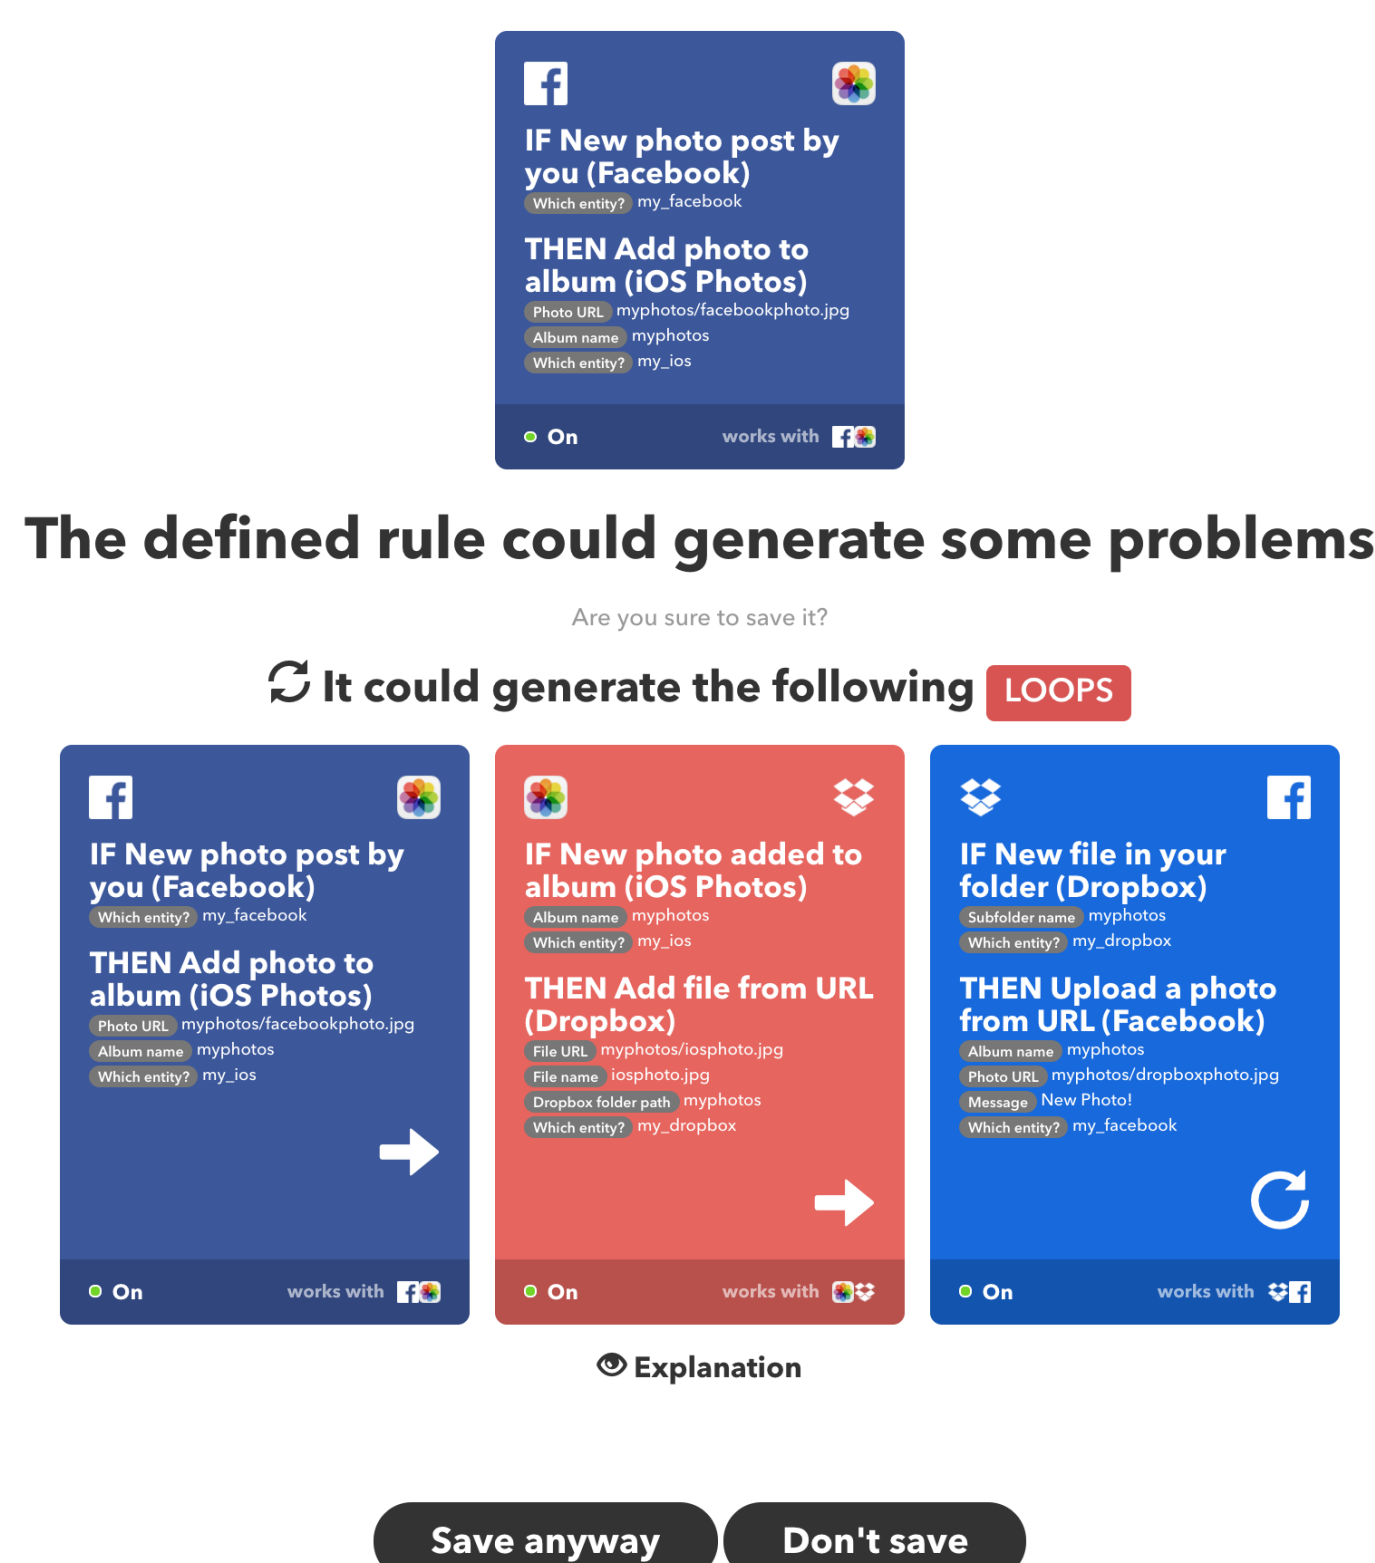 IF New photo post by
you (Facebook)
Which entity? my_facebook
THEN Add photo to
album (iOS Photos)
Photo URL myphotos/facebookphoto.jpg
Album name myphotos
Which entity? my_ios
On works with
The defined rule could generate some problems
Are you sure to save it?
It could generate the following LOOPS
IF New photo post by
you (Facebook)
Which entity? my_facebook
THEN Add photo to
album (iOS Photos)
Photo URL myphotos/facebookphoto.jpg
Album name myphotos
Which entity? my_ios
On works with
IF New photo added to
album (iOS Photos)
Album name myphotos
Which entity? my_ios
THEN Add file from URL
(Dropbox)
File URL myphotos/iosphoto.jpg
File name iosphoto.jpg
Dropbox folder path myphotos
Which entity? my_dropbox
On works with
IF New file in your
folder (Dropbox)
Subfolder name myphotos
Which entity? my_dropbox
THEN Upload a photo
from URL (Facebook)
Album name myphotos
Photo URL myphotos/dropboxphoto.jpg
Message New Photo!
Which entity? my_facebook
On works with
Explanation
Save anyway Don't save